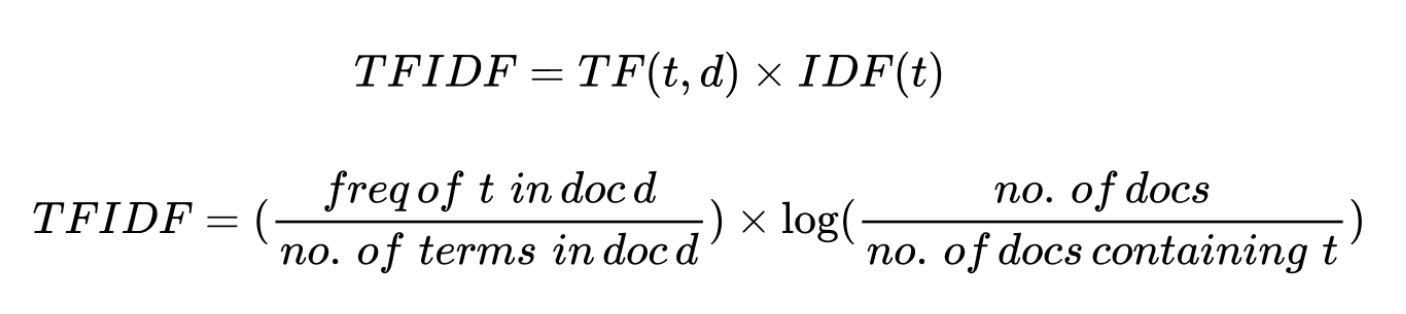 TFIDF = TF(t, d) × IDF(t)
TFIDF = (freq of t in doc d / no. of terms in doc d) × log(no. of docs / no. of docs containing t)